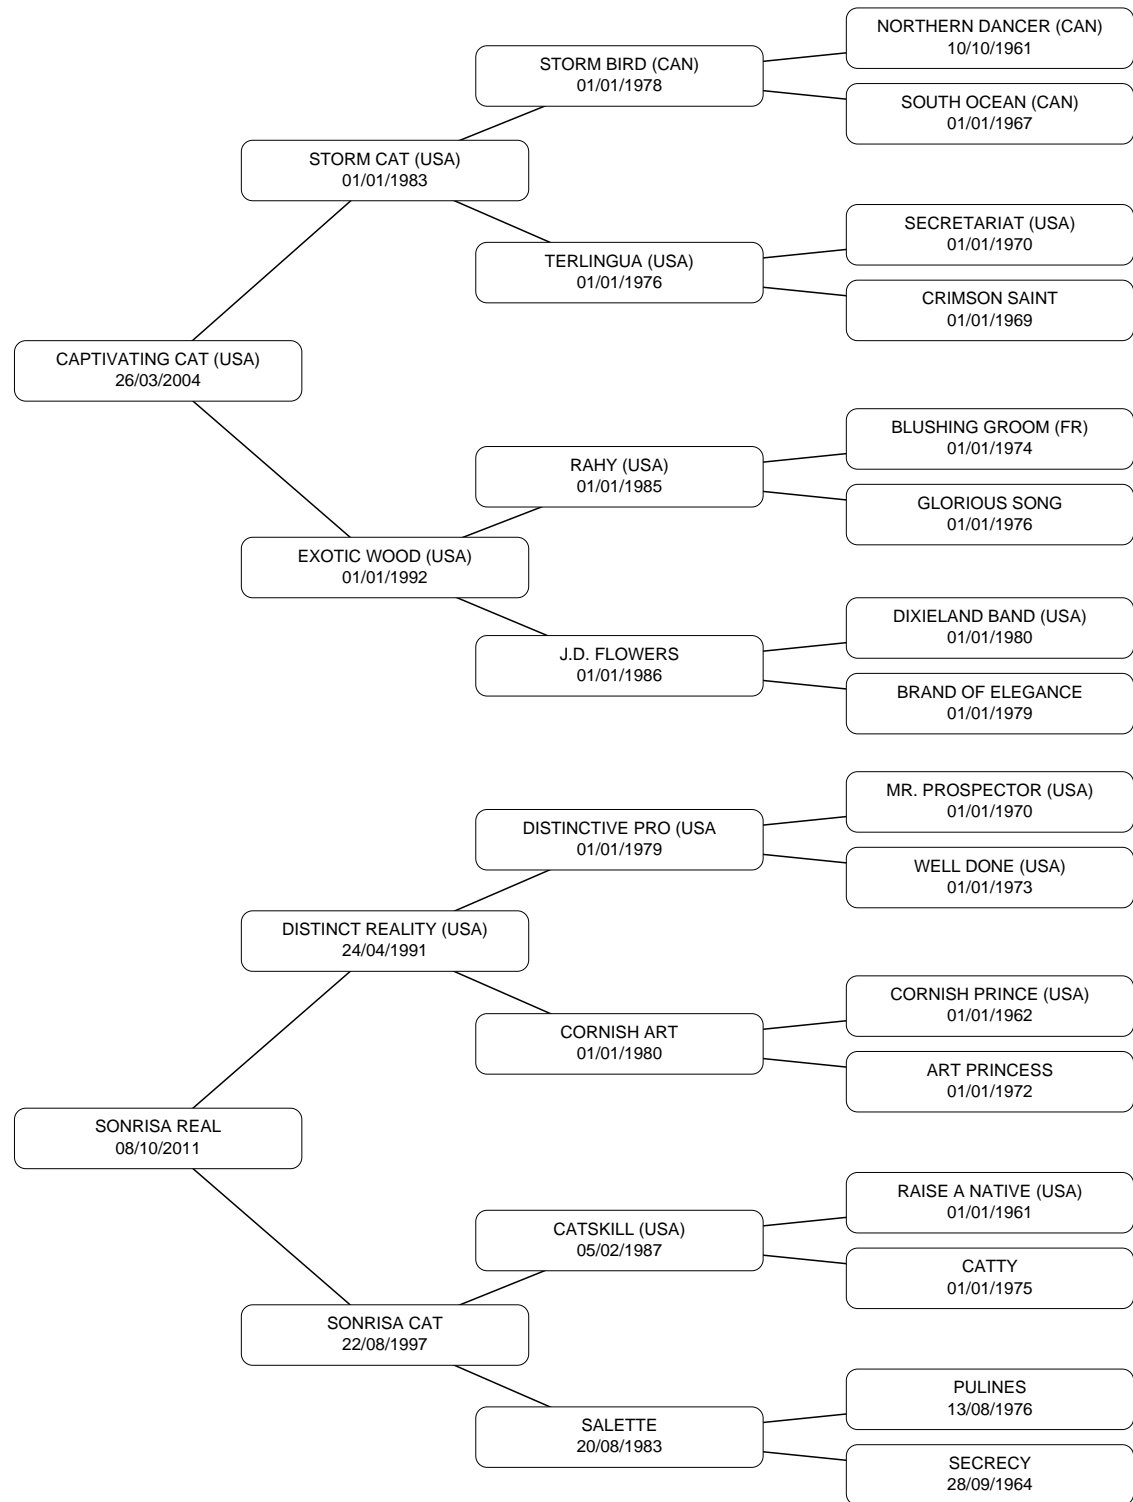 NORTHERN DANCER (CAN)
10/10/1961
STORM BIRD (CAN)
01/01/1978
SOUTH OCEAN (CAN)
01/01/1967
STORM CAT (USA)
01/01/1983
SECRETARIAT (USA)
01/01/1970
TERLINGUA (USA)
01/01/1976
CRIMSON SAINT
01/01/1969
CAPTIVATING CAT (USA)
26/03/2004
BLUSHING GROOM (FR)
01/01/1974
RAHY (USA)
01/01/1985
GLORIOUS SONG
01/01/1976
EXOTIC WOOD (USA)
01/01/1992
DIXIELAND BAND (USA)
01/01/1980
J.D. FLOWERS
01/01/1986
BRAND OF ELEGANCE
01/01/1979
MR. PROSPECTOR (USA)
01/01/1970
DISTINCTIVE PRO (USA
01/01/1979
WELL DONE (USA)
01/01/1973
DISTINCT REALITY (USA)
24/04/1991
CORNISH PRINCE (USA)
01/01/1962
CORNISH ART
01/01/1980
ART PRINCESS
01/01/1972
SONRISA REAL
08/10/2011
RAISE A NATIVE (USA)
01/01/1961
CATSKILL (USA)
05/02/1987
CATTY
01/01/1975
SONRISA CAT
22/08/1997
PULINES
13/08/1976
SALETTE
20/08/1983
SECRECY
28/09/1964